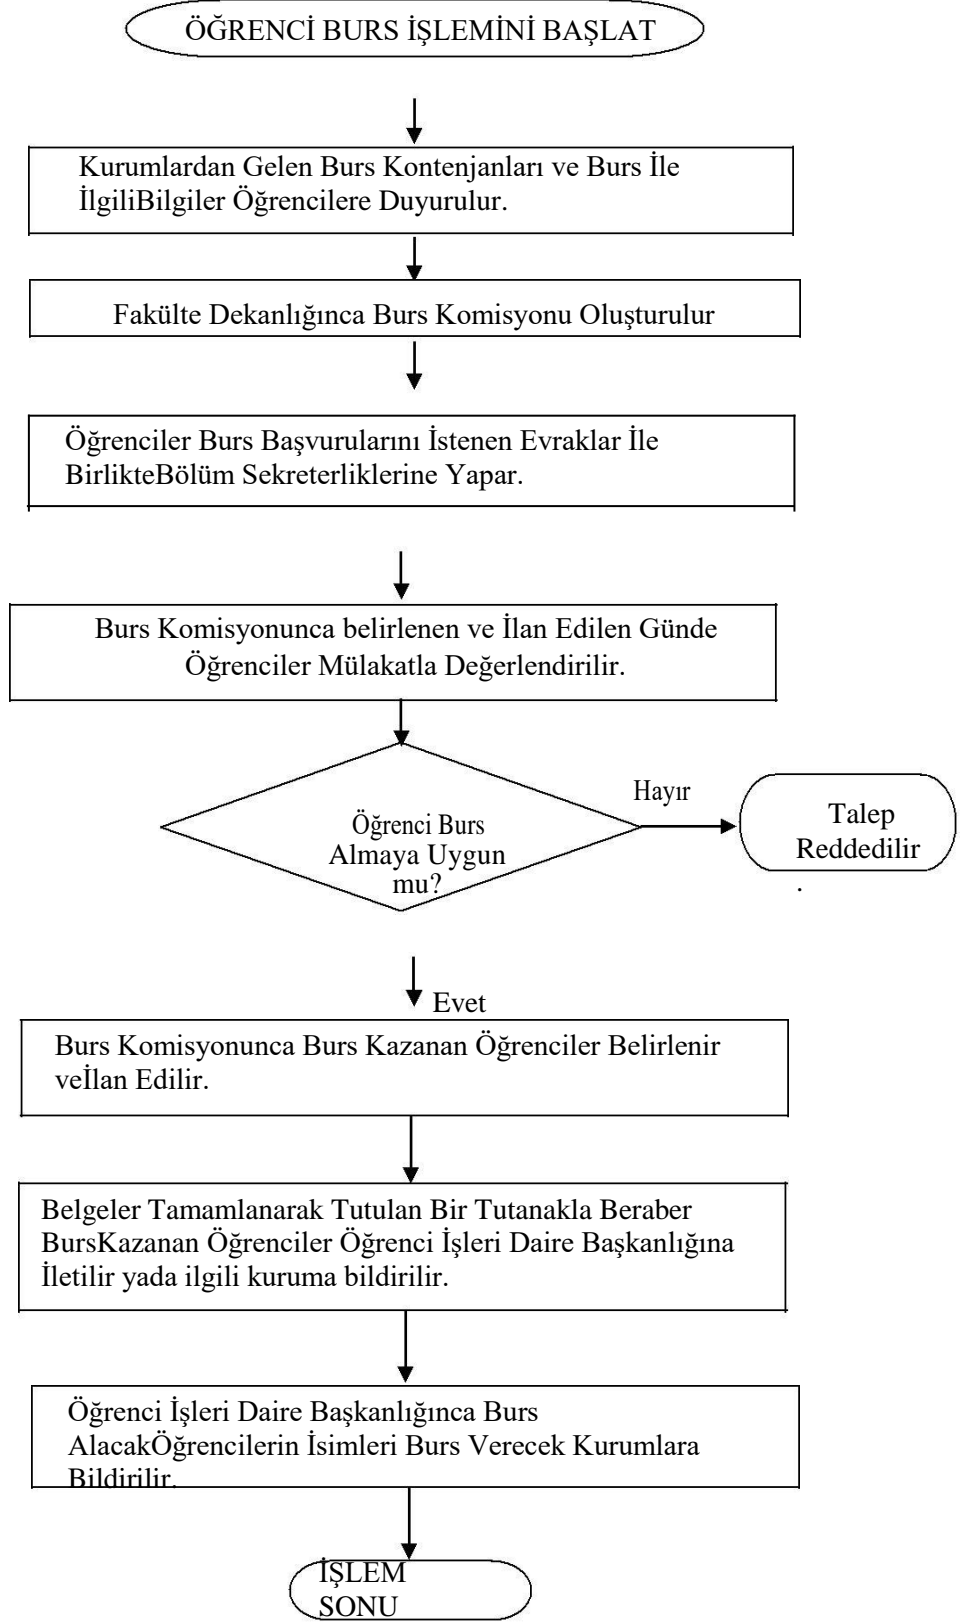 ÖĞRENCİ BURS İŞLEMİNİ BAŞLAT
Kurumlardan Gelen Burs Kontenjanları ve Burs İle
İlgiliBilgiler Öğrencilere Duyurulur.
Fakülte Dekanlığınca Burs Komisyonu Oluşturulur
Öğrenciler Burs Başvurularını İstenen Evraklar İle
BirlikteBölüm Sekreterliklerine Yapar.
Burs Komisyonunca belirlenen ve İlan Edilen Günde
Öğrenciler Mülakatla Değerlendirilir.
Öğrenci Burs
Almaya Uygun
mu?
Hayır
Talep
Reddedilir
.
Evet
Burs Komisyonunca Burs Kazanan Öğrenciler Belirlenir
veİlan Edilir.
Belgeler Tamamlanarak Tutulan Bir Tutanakla Beraber
BursKazanan Öğrenciler Öğrenci İşleri Daire Başkanlığına
İletilir yada ilgili kuruma bildirilir.
Öğrenci İşleri Daire Başkanlığınca Burs
AlacakÖğrencilerin İsimleri Burs Verecek Kurumlara
Bildirilir.
İŞLEM
SONU